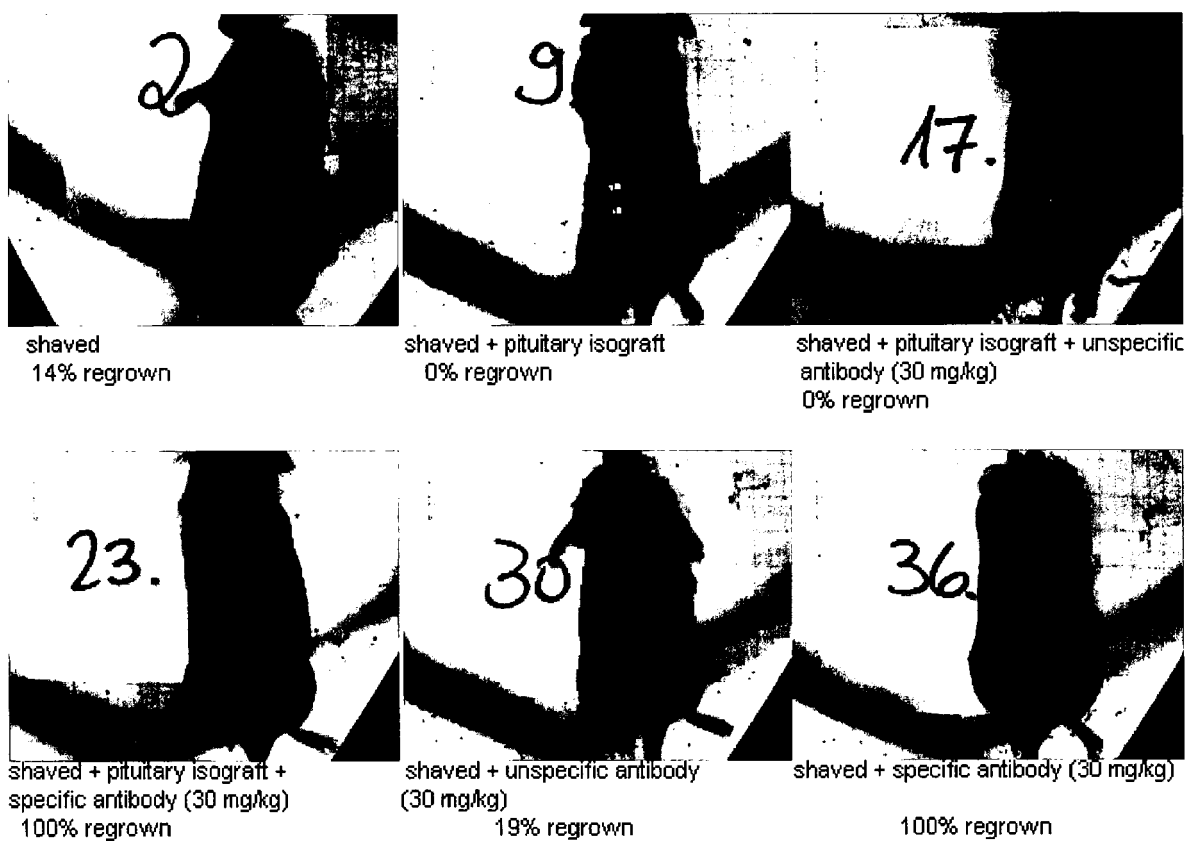 2
9
17.
shaved
14% regrown
shaved + pituitary isograft
0% regrown
shaved + pituitary isograft + unspecific
antibody (30 mg/kg)
0% regrown
23.
30
36.
shaved + pituitary isograft +
specific antibody (30 mg/kg)
100% regrown
shaved + unspecific antibody
(30 mg/kg)
19% regrown
shaved + specific antibody (30 mg/kg)
100% regrown